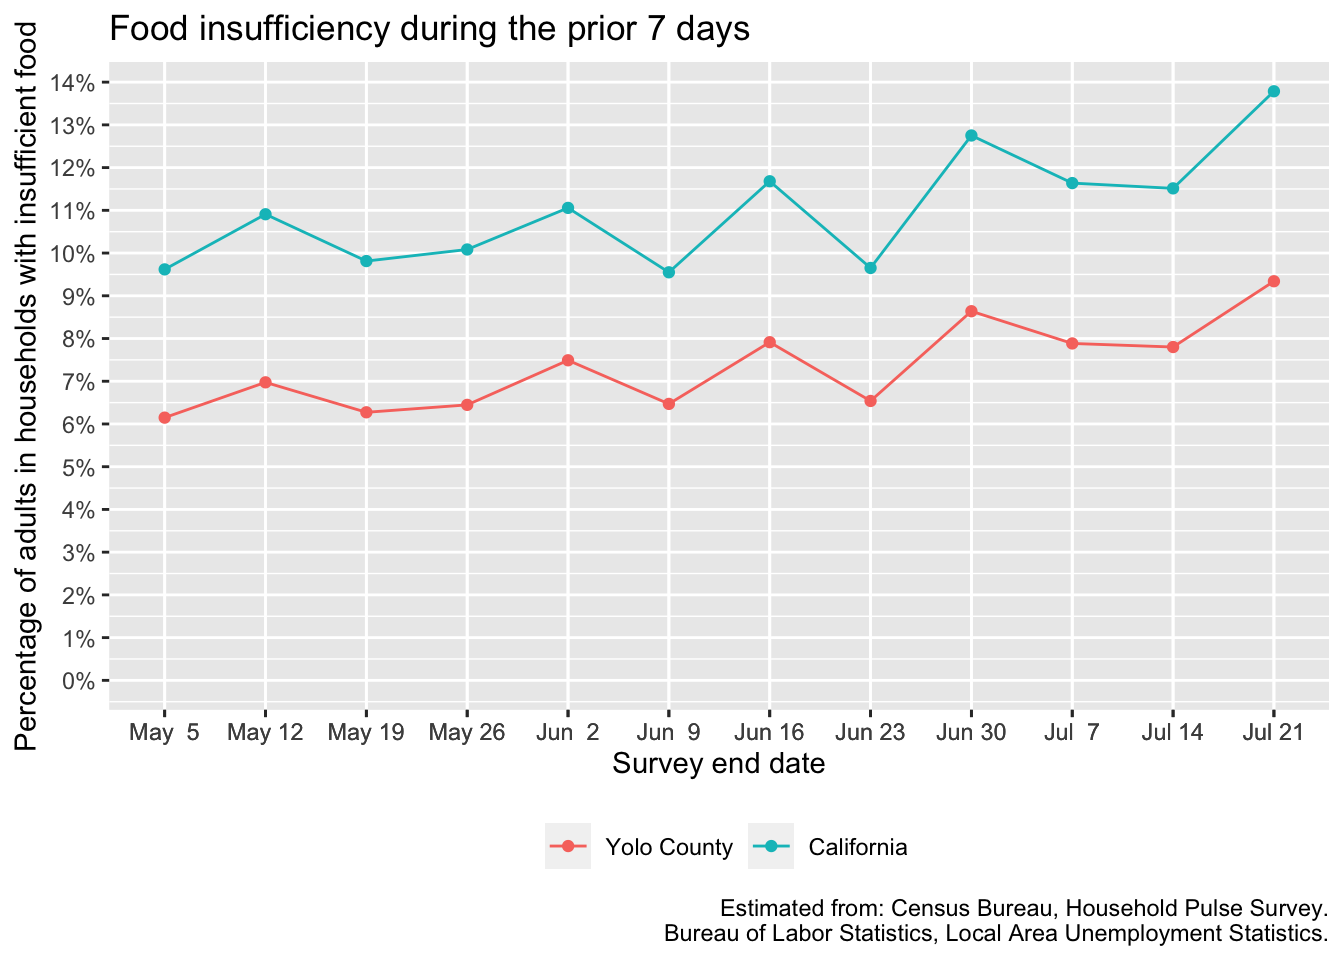 Food insufficiency during the prior 7 days
Percentage of adults in households with insufficient food
14%
13%
12%
11%
10%
9%
8%
7%
6%
5%
4%
3%
2%
1%
0%
May  5 May 12 May 19 May 26 Jun  2 Jun  9 Jun 16 Jun 23 Jun 30 Jul  7 Jul 14 Jul 21
Survey end date
Yolo County California
Estimated from: Census Bureau, Household Pulse Survey.
Bureau of Labor Statistics, Local Area Unemployment Statistics.